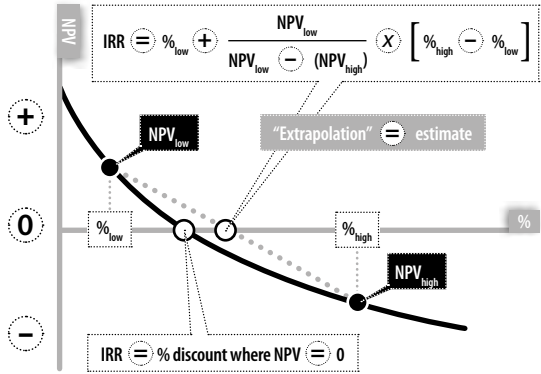 NPV
IRR = %low + NPVlow / NPVlow − (NPVhigh) x [ %high − %low ]
+
NPVlow
"Extrapolation" = estimate
0
%low
%high
%
NPVhigh
−
IRR = % discount where NPV = 0